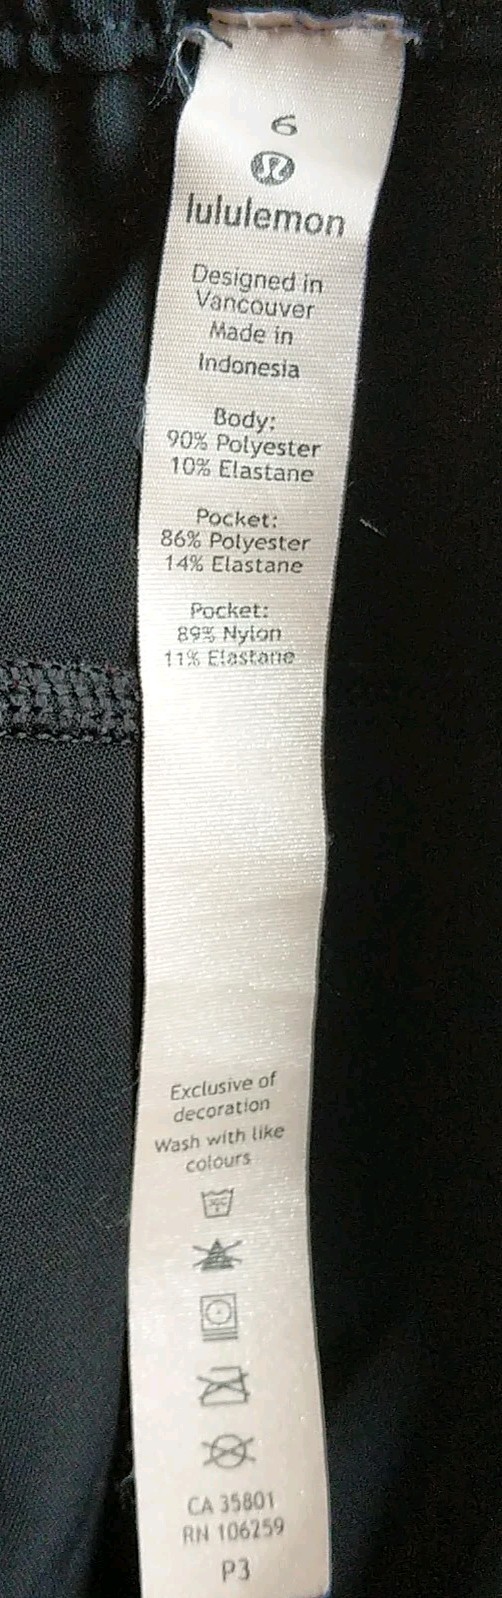 6
lululemon
Designed in
Vancouver
Made in
Indonesia
Body:
90% Polyester
10% Elastane
Pocket:
86% Polyester
14% Elastane
Pocket:
89% Nylon
11% Elastane
Exclusive of
decoration
Wash with like
colours
30C
CA 35801
RN 106259
P3